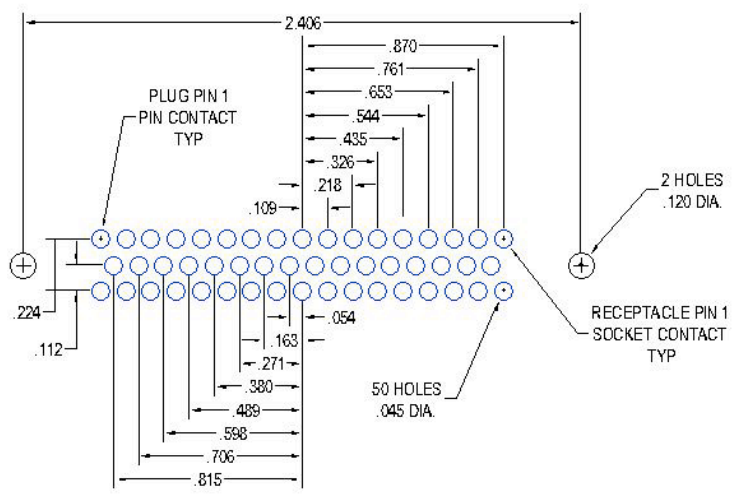 2.406
.870
.761
.653
.544
.435
.326
.218
.109
PLUG PIN 1
PIN CONTACT
TYP
2 HOLES
.120 DIA.
.224
.112
.054
.163
.271
.380
.489
.598
.706
.815
RECEPTACLE PIN 1
SOCKET CONTACT
TYP
50 HOLES
.045 DIA.